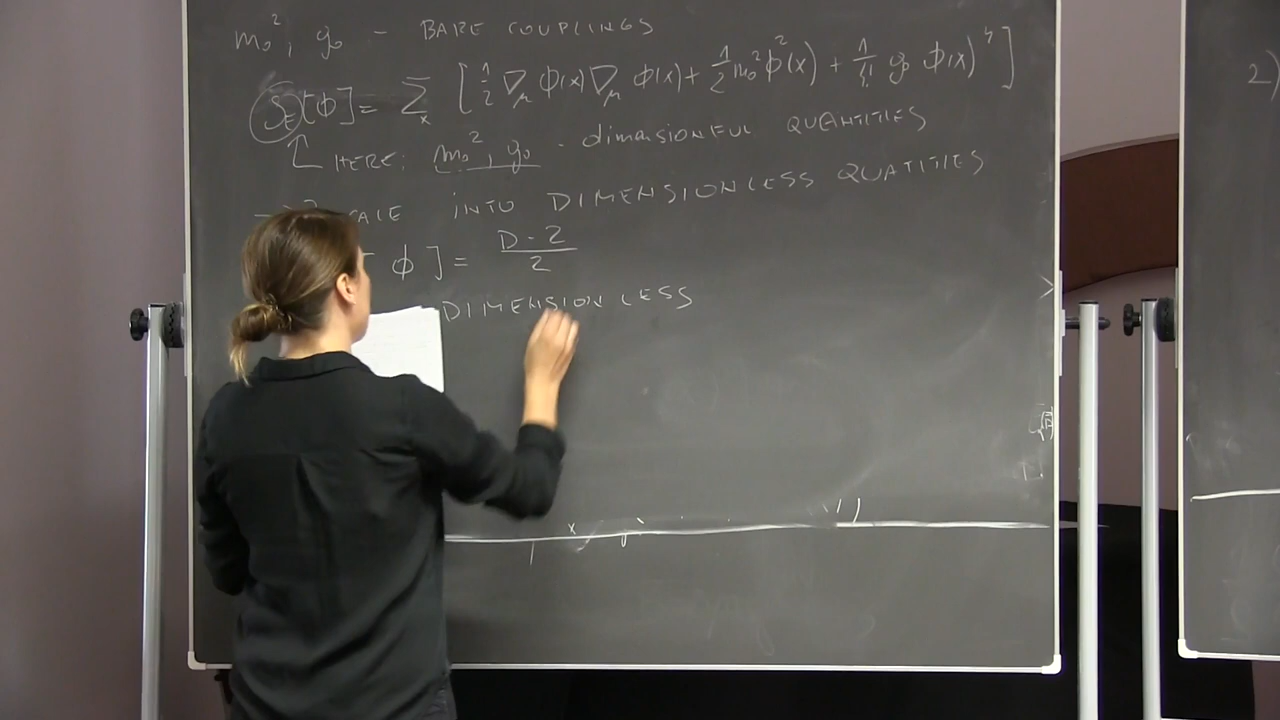 m₀², g₀ - BARE COUPLINGS
S_E[ϕ] = Σ_x [ 1/2 ∇_μ ϕ(x) ∇_μ ϕ(x) + 1/2 m₀² ϕ²(x) + 1/4! g₀ ϕ(x)⁴ ]
↑ HERE: m₀², g₀ - dimensionful QUANTITIES
INTO DIMENSIONLESS QUATITIES
ϕ ] = D-2/2
DIMENSIONLESS
2)